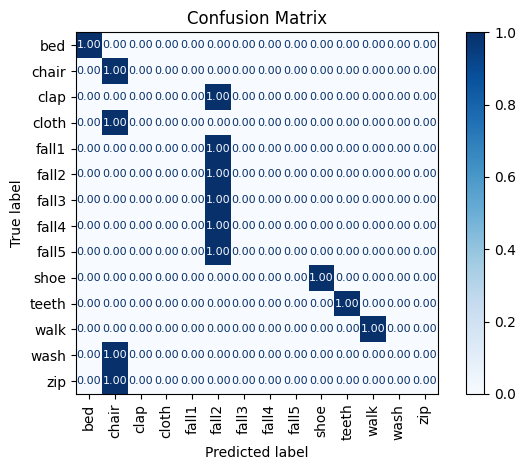 Confusion Matrix
bed 1.00 0.00 0.00 0.00 0.00 0.00 0.00 0.00 0.00 0.00 0.00 0.00 0.00 0.00 1.0
chair 0.00 1.00 0.00 0.00 0.00 0.00 0.00 0.00 0.00 0.00 0.00 0.00 0.00 0.00
clap 0.00 0.00 0.00 0.00 0.00 1.00 0.00 0.00 0.00 0.00 0.00 0.00 0.00 0.00 0.8
cloth 0.00 1.00 0.00 0.00 0.00 0.00 0.00 0.00 0.00 0.00 0.00 0.00 0.00 0.00
fall1 0.00 0.00 0.00 0.00 0.00 1.00 0.00 0.00 0.00 0.00 0.00 0.00 0.00 0.00
fall2 0.00 0.00 0.00 0.00 0.00 1.00 0.00 0.00 0.00 0.00 0.00 0.00 0.00 0.00 0.6
fall3 0.00 0.00 0.00 0.00 0.00 1.00 0.00 0.00 0.00 0.00 0.00 0.00 0.00 0.00
fall4 0.00 0.00 0.00 0.00 0.00 1.00 0.00 0.00 0.00 0.00 0.00 0.00 0.00 0.00
fall5 0.00 0.00 0.00 0.00 0.00 1.00 0.00 0.00 0.00 0.00 0.00 0.00 0.00 0.00 0.4
shoe 0.00 0.00 0.00 0.00 0.00 0.00 0.00 0.00 0.00 1.00 0.00 0.00 0.00 0.00
teeth 0.00 0.00 0.00 0.00 0.00 0.00 0.00 0.00 0.00 0.00 1.00 0.00 0.00 0.00
walk 0.00 0.00 0.00 0.00 0.00 0.00 0.00 0.00 0.00 0.00 0.00 1.00 0.00 0.00 0.2
wash 0.00 1.00 0.00 0.00 0.00 0.00 0.00 0.00 0.00 0.00 0.00 0.00 0.00 0.00
zip 0.00 1.00 0.00 0.00 0.00 0.00 0.00 0.00 0.00 0.00 0.00 0.00 0.00 0.00 0.0
True label
bed chair clap cloth fall1 fall2 fall3 fall4 fall5 shoe teeth walk wash zip
Predicted label